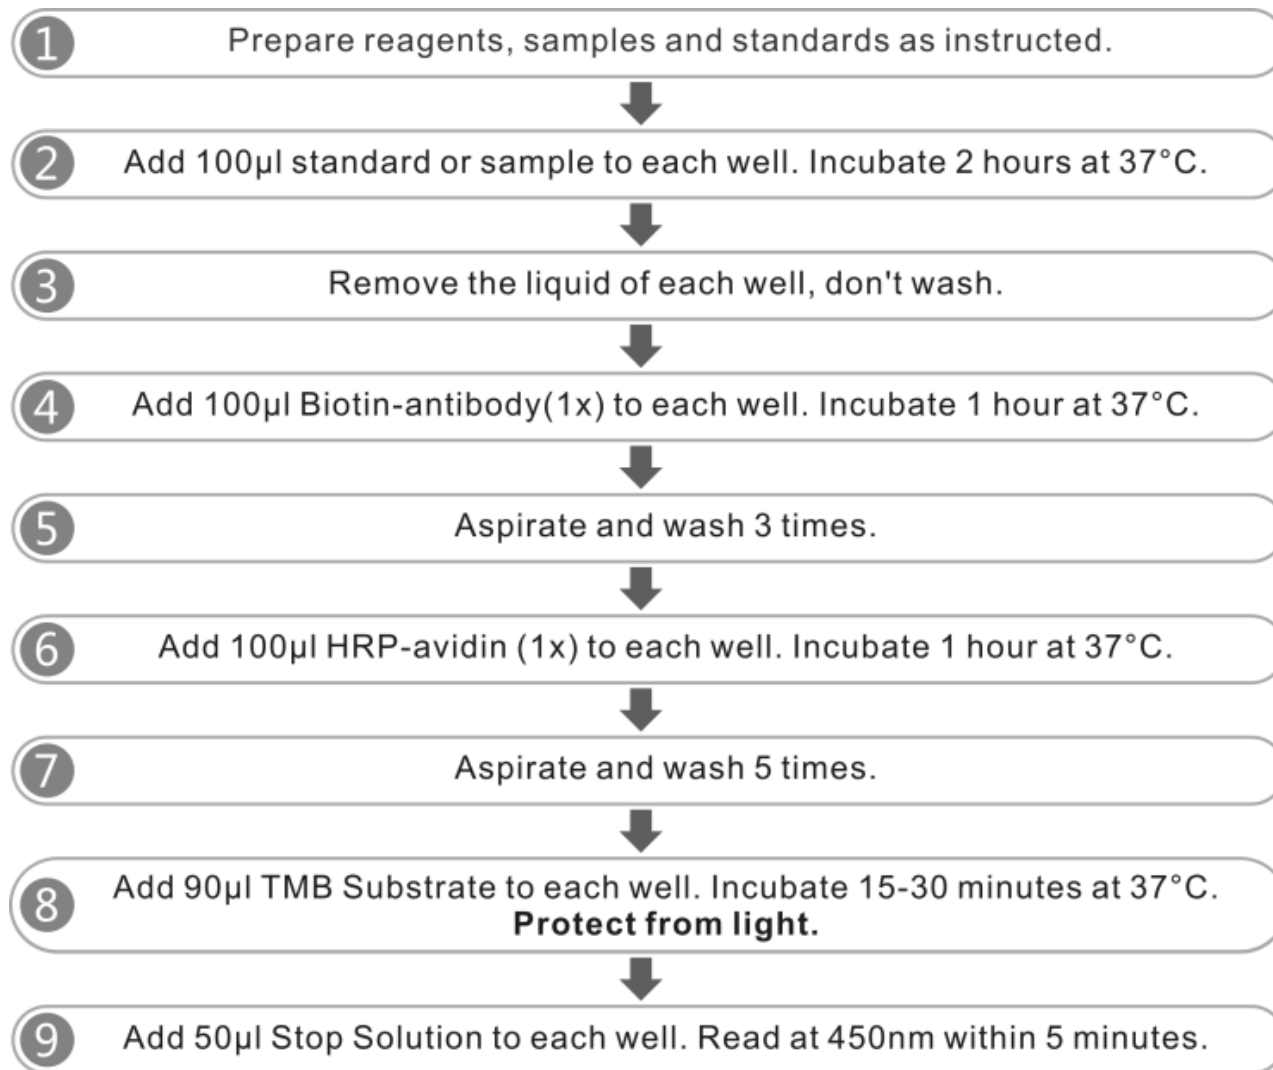 1 Prepare reagents, samples and standards as instructed.
2 Add 100µl standard or sample to each well. Incubate 2 hours at 37°C.
3 Remove the liquid of each well, don't wash.
4 Add 100µl Biotin-antibody(1x) to each well. Incubate 1 hour at 37°C.
5 Aspirate and wash 3 times.
6 Add 100µl HRP-avidin (1x) to each well. Incubate 1 hour at 37°C.
7 Aspirate and wash 5 times.
8 Add 90µl TMB Substrate to each well. Incubate 15-30 minutes at 37°C.
Protect from light.
9 Add 50µl Stop Solution to each well. Read at 450nm within 5 minutes.